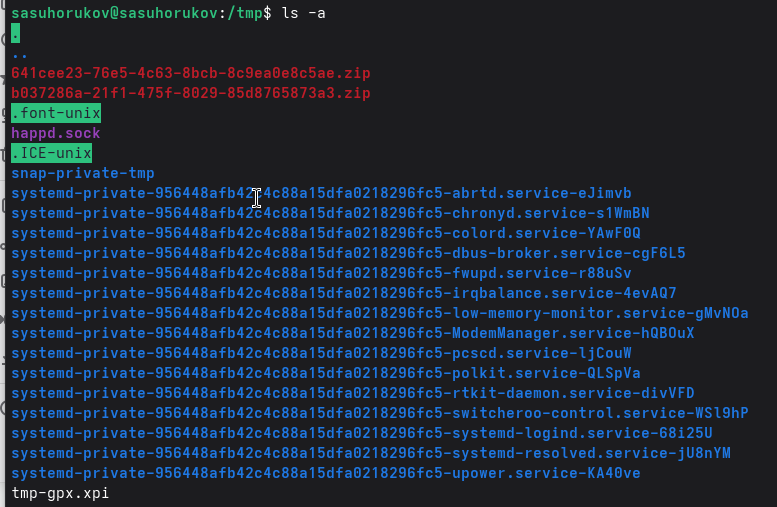 sasuhorukov@sasuhorukov:/tmp$ ls -a
.
..
641cee23-76e5-4c63-8bcb-8c9ea0e8c5ae.zip
b037286a-21f1-475f-8029-85d8765873a3.zip
.font-unix
happd.sock
.ICE-unix
snap-private-tmp
systemd-private-956448afb42c4c88a15dfa0218296fc5-abrtd.service-eJimvb
systemd-private-956448afb42c4c88a15dfa0218296fc5-chronyd.service-s1WmBN
systemd-private-956448afb42c4c88a15dfa0218296fc5-colord.service-YAwF0Q
systemd-private-956448afb42c4c88a15dfa0218296fc5-dbus-broker.service-cgF6L5
systemd-private-956448afb42c4c88a15dfa0218296fc5-fwupd.service-r88uSv
systemd-private-956448afb42c4c88a15dfa0218296fc5-irqbalance.service-4evAQ7
systemd-private-956448afb42c4c88a15dfa0218296fc5-low-memory-monitor.service-gMvNOa
systemd-private-956448afb42c4c88a15dfa0218296fc5-ModemManager.service-hQBOuX
systemd-private-956448afb42c4c88a15dfa0218296fc5-pcscd.service-ljCouW
systemd-private-956448afb42c4c88a15dfa0218296fc5-polkit.service-QLSpVa
systemd-private-956448afb42c4c88a15dfa0218296fc5-rtkit-daemon.service-divVFD
systemd-private-956448afb42c4c88a15dfa0218296fc5-switcheroo-control.service-WSl9hP
systemd-private-956448afb42c4c88a15dfa0218296fc5-systemd-logind.service-68i25U
systemd-private-956448afb42c4c88a15dfa0218296fc5-systemd-resolved.service-jU8nYM
systemd-private-956448afb42c4c88a15dfa0218296fc5-upower.service-KA40ve
tmp-gpx.xpi